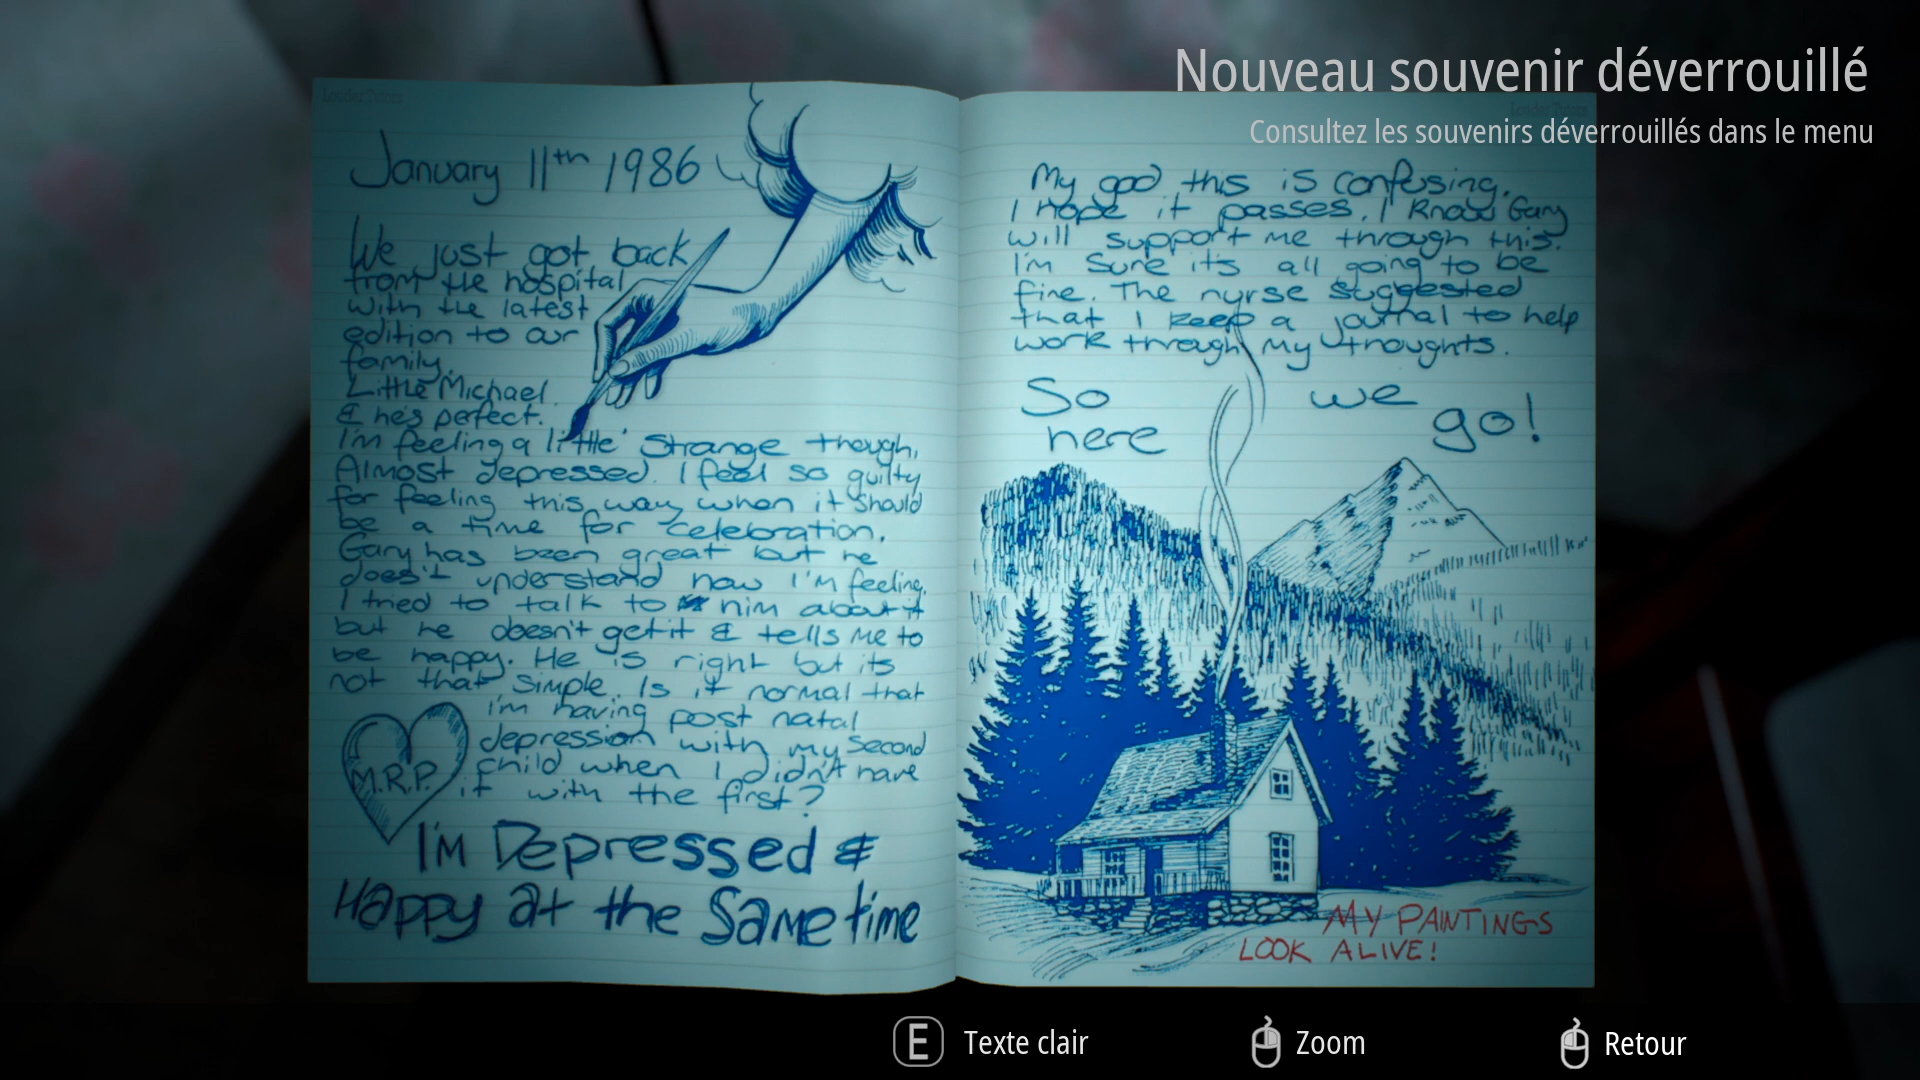 Nouveau souvenir déverrouillé
Consultez les souvenirs déverrouillés dans le menu
January 11th 1986
We just got back
from the hospital
with the latest
edition to our
family.
Little Michael
& he's perfect.
I'm feeling a little strange though,
Almost depressed. I feel so guilty
for feeling this way when it should
be a time for celebration.
Gary has been great but he
does't understand how I'm feeling.
I tried to talk to him about it
but he doesn't get it & tells me to
be happy. He is right but its
not that simple. Is it normal that
i'm having post natal
depression with my second
child when I didn't have
it with the first?
M.R.P.
I'm Depressed &
Happy at the Same time
My god this is confusing.
I hope it passes. I know Gary
will support me through this.
I'm sure it's all going to be
fine. The nurse suggested
that I keep a journal to help
work through my thoughts.
So we
here go!
MY PAINTINGS
LOOK ALIVE!
E Texte clair
Zoom
Retour